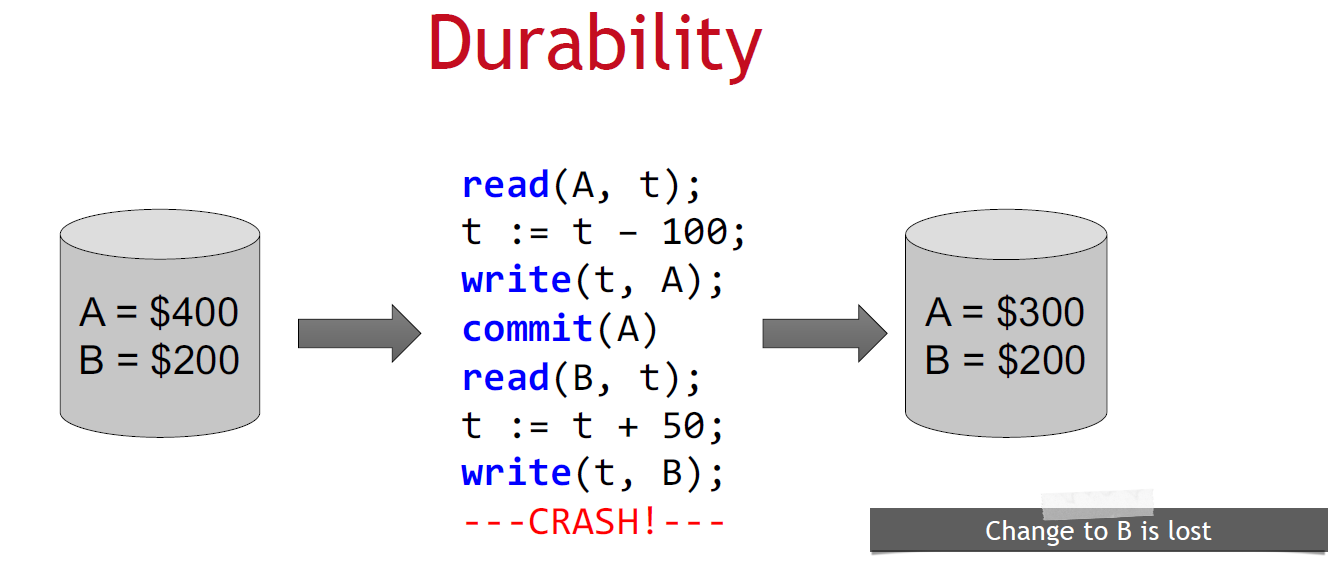 Durability
A = $400
B = $200
read(A, t);
t := t – 100;
write(t, A);
commit(A)
read(B, t);
t := t + 50;
write(t, B);
---CRASH!---
A = $300
B = $200
Change to B is lost